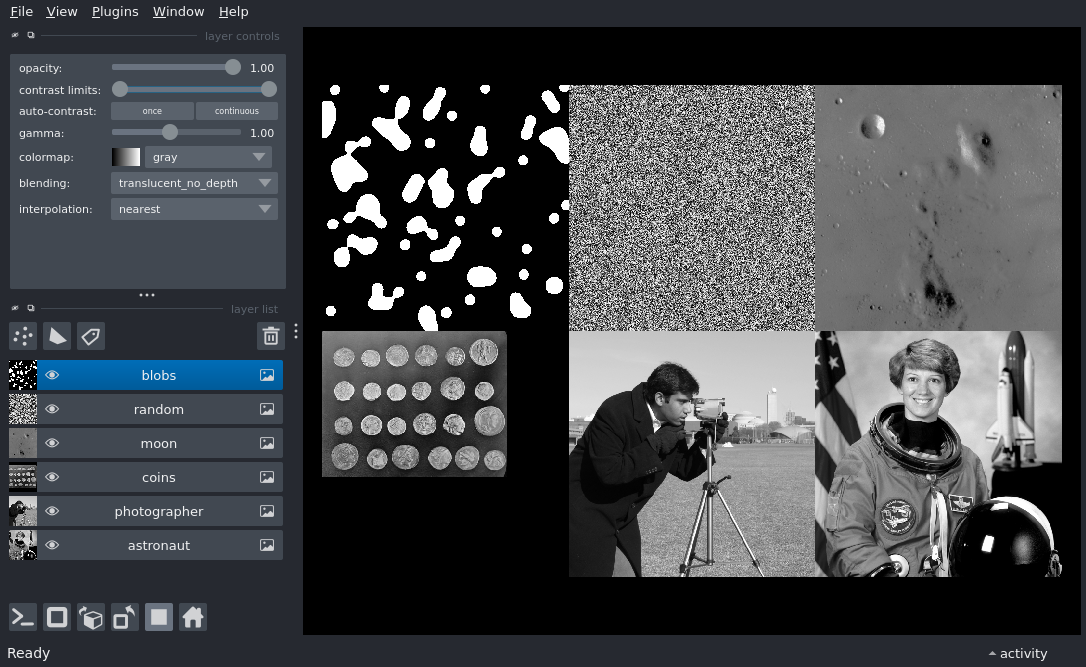 File View Plugins Window Help
layer controls
opacity: 1.00
contrast limits:
auto-contrast: once continuous
gamma: 1.00
colormap: gray
blending: translucent_no_depth
interpolation: nearest
layer list
blobs
random
moon
coins
photographer
astronaut
Ready
activity